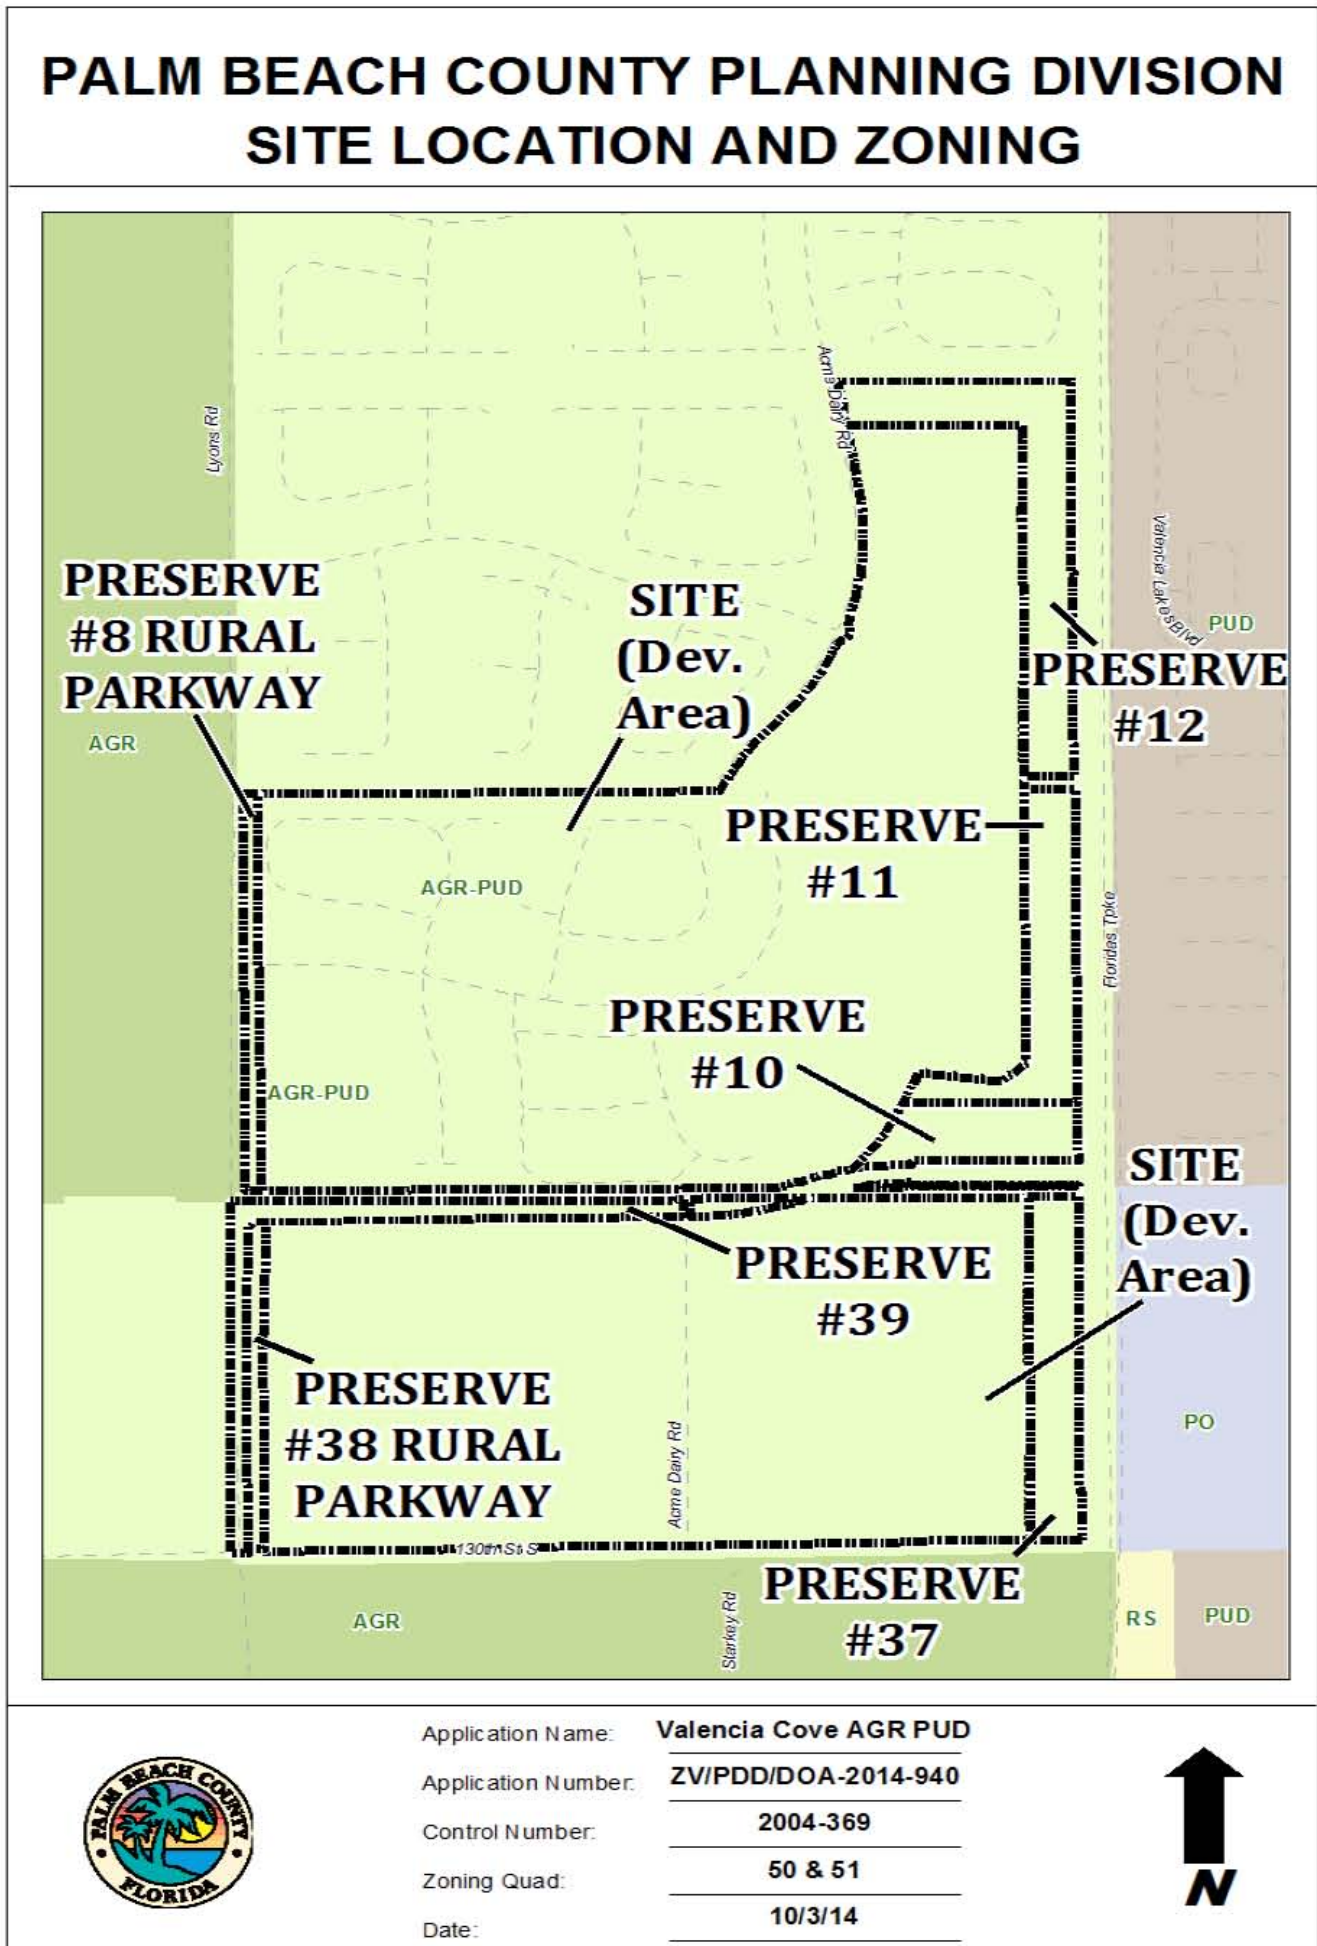 PALM BEACH COUNTY PLANNING DIVISION
SITE LOCATION AND ZONING
Acme Dairy Rd
Lyons Rd
Valencia Lakes Blvd
PUD
PRESERVE
#8 RURAL
PARKWAY
SITE
(Dev.
Area)
PRESERVE
#12
AGR
PRESERVE
#11
AGR-PUD
Floridas Tpke
PRESERVE
#10
AGR-PUD
SITE
(Dev.
Area)
PRESERVE
#39
PRESERVE
#38 RURAL
PARKWAY
PO
Acme Dairy Rd
130th St S
PRESERVE
#37
AGR
Starkey Rd
RS
PUD
Application Name: Valencia Cove AGR PUD
Application Number: ZV/PDD/DOA-2014-940
Control Number: 2004-369
Zoning Quad: 50 & 51
Date: 10/3/14
PALM BEACH COUNTY
FLORIDA
N